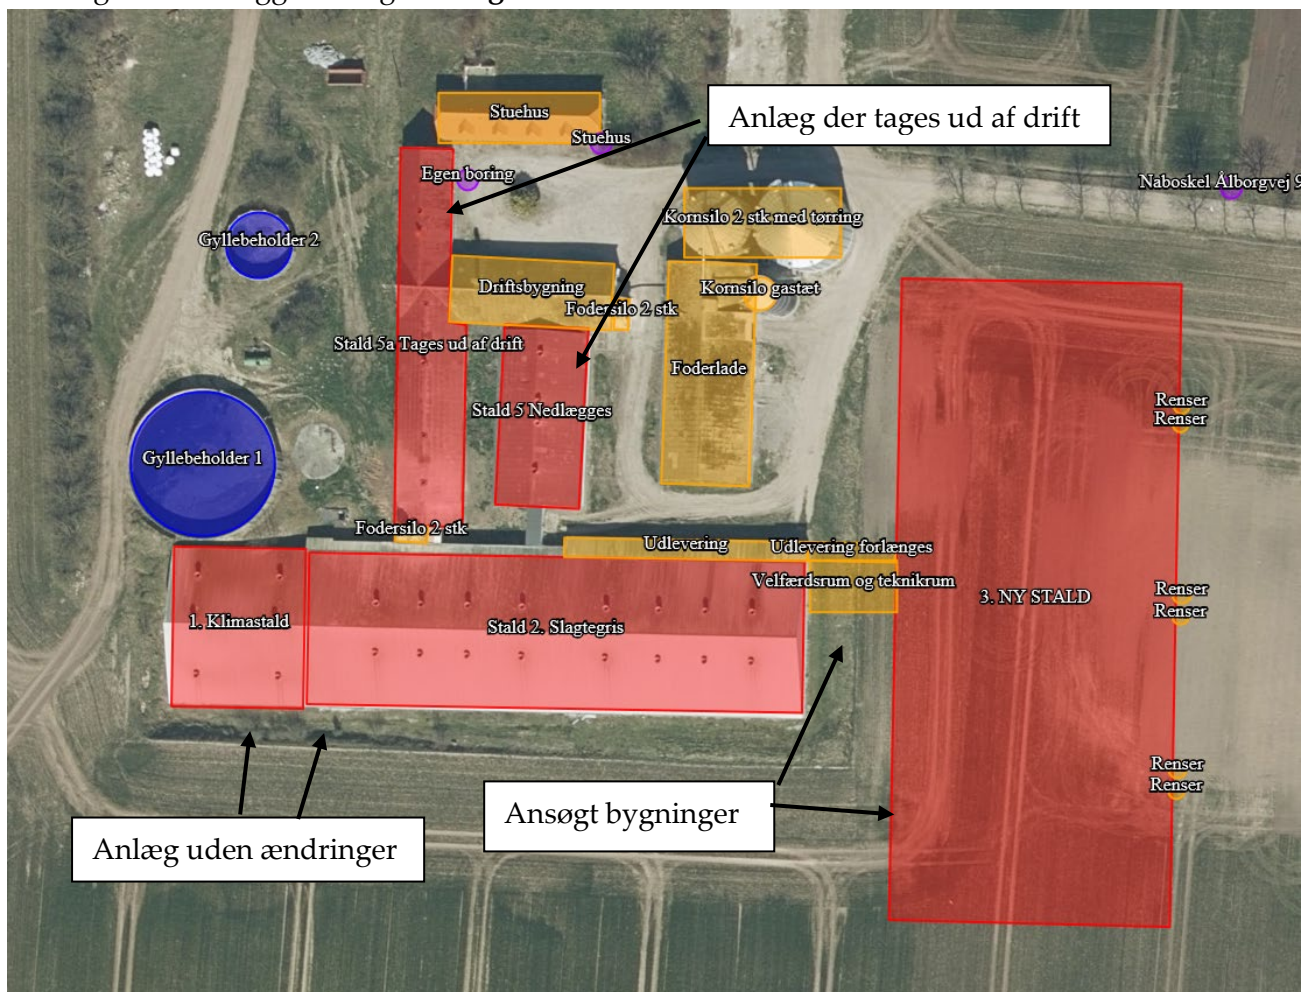 Stuehus
Anlæg der tages ud af drift
Stuehus
Egen boring
Naboskel Ålborgvej 9
Kornsilo 2 stk med tørring
Gyllebeholder 2
Driftsbygning
Kornsilo gastæt
Fodersilo 2 stk
Stald 5a Tages ud af drift
Foderlade
Renser
Stald 5 Nedlægges
Renser
Gyllebeholder 1
Fodersilo 2 stk
Udlevering
Udlevering forlænges
Velfærdsrum og teknikrum
Renser
3. NY STALD
Renser
1. Klimastald
Stald 2. Slagtegris
Renser
Renser
Ansøgt bygninger
Anlæg uden ændringer